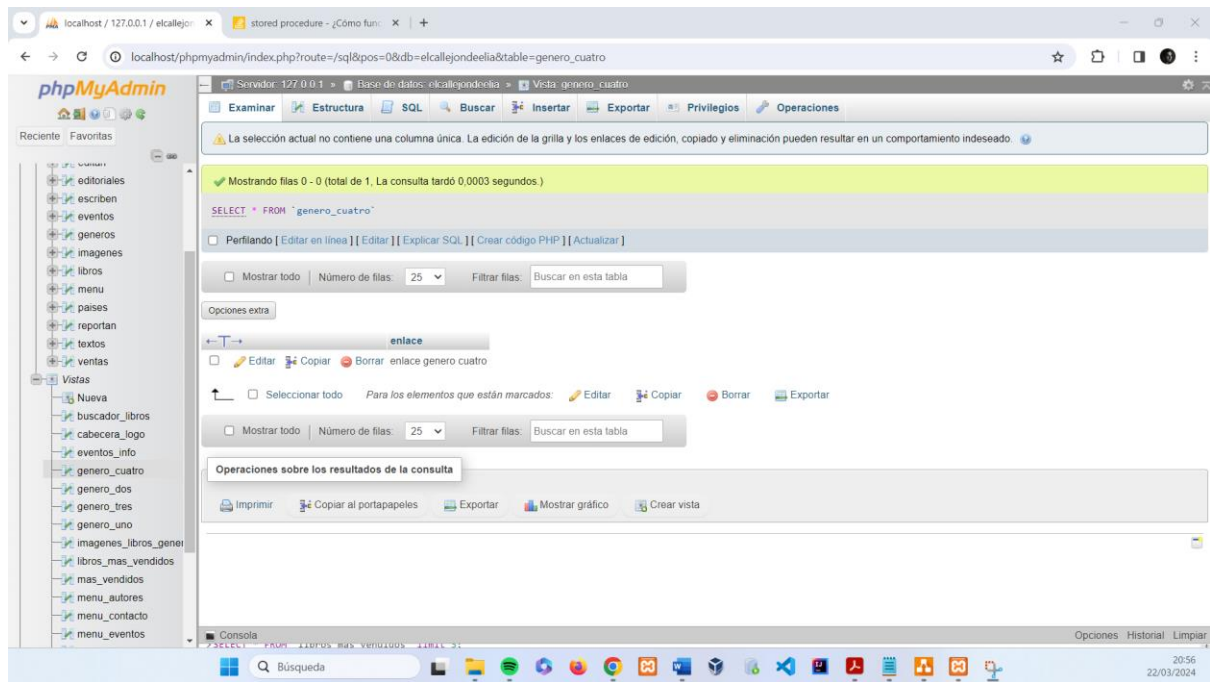 localhost / 127.0.0.1 / elcallejon
stored procedure - ¿Cómo func
localhost/phpmyadmin/index.php?route=/sql&pos=0&db=elcallejondeelia&table=genero_cuatro
phpMyAdmin
Reciente Favoritas
editoriales
escriben
eventos
generos
imagenes
libros
menu
paises
reportan
textos
ventas
Vistas
Nueva
buscador_libros
cabecera_logo
eventos_info
genero_cuatro
genero_dos
genero_tres
genero_uno
imagenes_libros_gener
libros_mas_vendidos
mas_vendidos
menu_autores
menu_contacto
menu_eventos
Servidor: 127.0.0.1 » Base de datos: elcallejondeelia » Vista: genero_cuatro
Examinar Estructura SQL Buscar Insertar Exportar Privilegios Operaciones
La selección actual no contiene una columna única. La edición de la grilla y los enlaces de edición, copiado y eliminación pueden resultar en un comportamiento indeseado.
Mostrando filas 0 - 0 (total de 1, La consulta tardó 0,0003 segundos.)
SELECT * FROM `genero_cuatro`
Perfilando [ Editar en línea ] [ Editar ] [ Explicar SQL ] [ Crear código PHP ] [ Actualizar ]
Mostrar todo | Número de filas: 25 Filtrar filas: Buscar en esta tabla
Opciones extra
←T→ enlace
Editar Copiar Borrar enlace genero cuatro
Seleccionar todo Para los elementos que están marcados: Editar Copiar Borrar Exportar
Mostrar todo | Número de filas: 25 Filtrar filas: Buscar en esta tabla
Operaciones sobre los resultados de la consulta
Imprimir Copiar al portapapeles Exportar Mostrar gráfico Crear vista
Consola Opciones Historial Limpiar
Búsqueda
20:56
22/03/2024